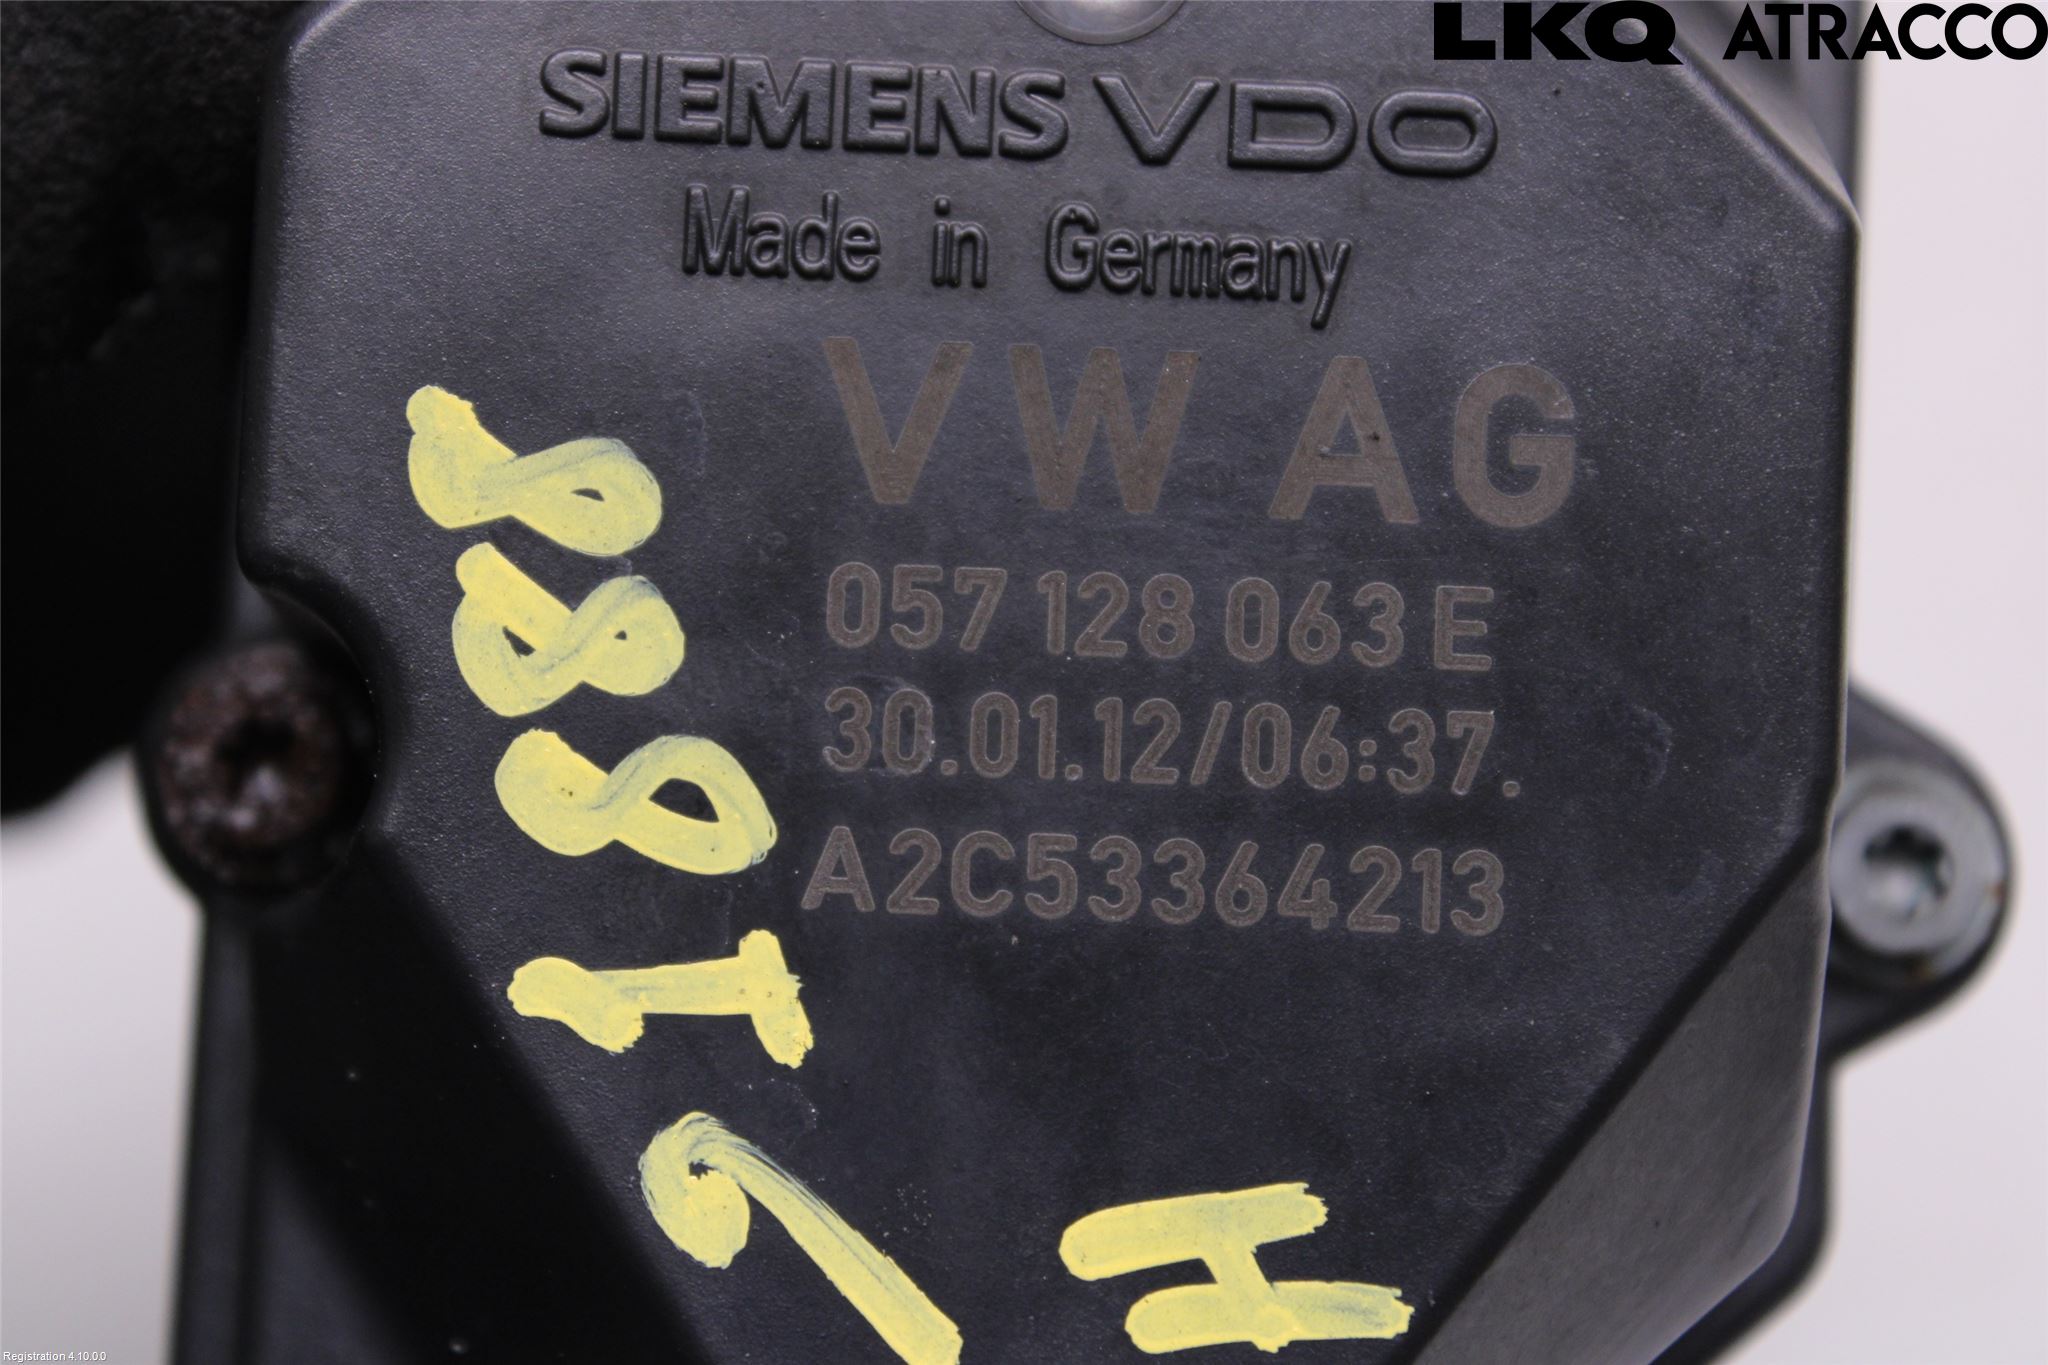 LKQ ATRACCO
SIEMENS VDO
Made in Germany
VW AG
057 128 063 E
30.01.12/06:37.
A2C53364213
H
Registration 4.10.0.0